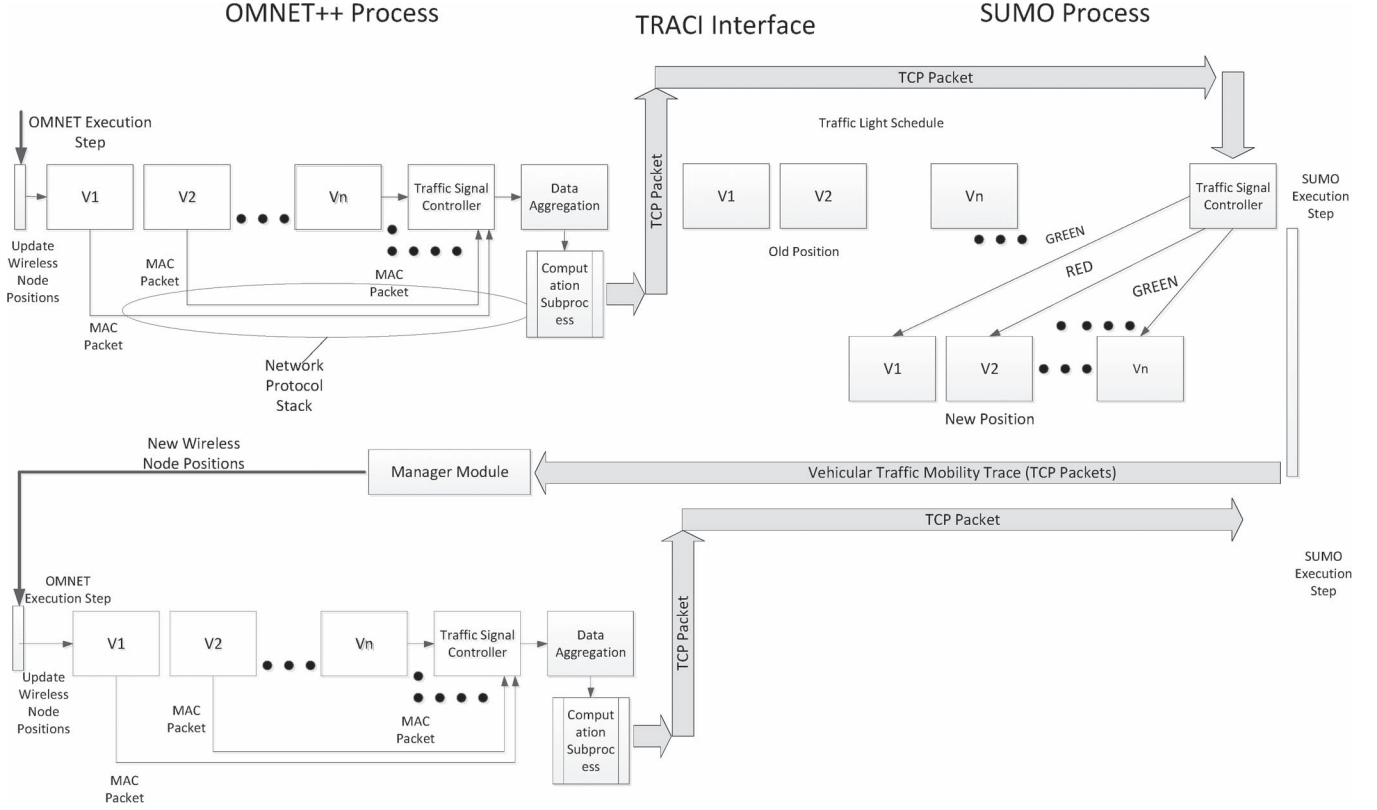 OMNET++ Process
TRACI Interface
SUMO Process
TCP Packet
OMNET Execution
Step
Traffic Light Schedule
V1
V2
Vn
Traffic Signal
Controller
Data
Aggregation
TCP Packet
V1
V2
Vn
Traffic Signal
Controller
SUMO
Execution
Step
Update
Wireless
Node
Positions
MAC
Packet
MAC
Packet
MAC
Packet
Comput
ation
Subproc
ess
Old Position
GREEN
RED
GREEN
Network
Protocol
Stack
V1
V2
Vn
New Position
New Wireless
Node Positions
Manager Module
Vehicular Traffic Mobility Trace (TCP Packets)
TCP Packet
OMNET
Execution Step
SUMO
Execution
Step
V1
V2
Vn
Traffic Signal
Controller
Data
Aggregation
TCP Packet
Update
Wireless
Node
Positions
MAC
Packet
MAC
Packet
MAC
Packet
Comput
ation
Subproc
ess